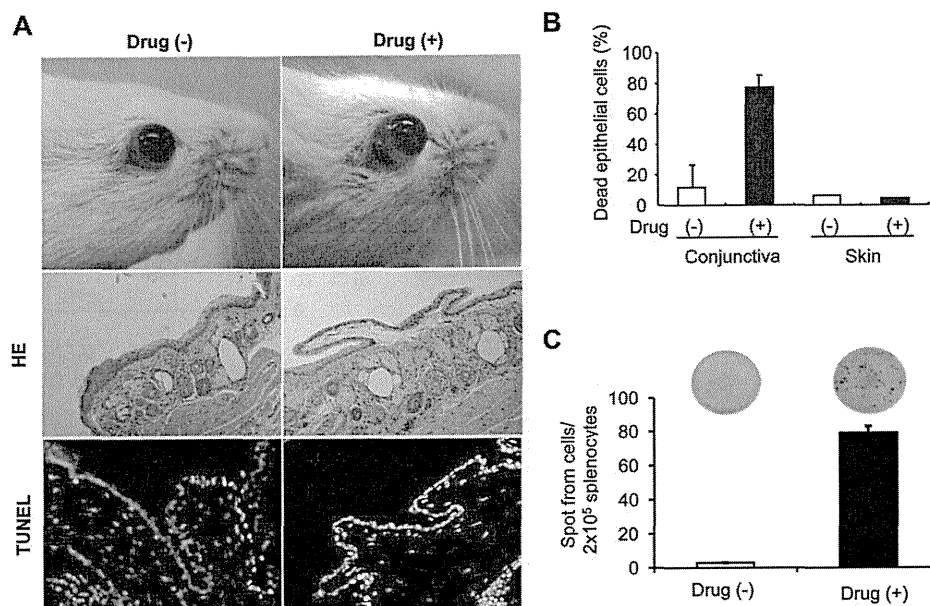 A
Drug (-) Drug (+)
HE
TUNEL
B
Dead epithelial cells (%)
80
60
40
20
0
Drug (-) (+) (-) (+)
Conjunctiva Skin
C
Spot from cells/
2x10⁵ splenocytes
100
80
60
40
20
0
Drug (-) Drug (+)